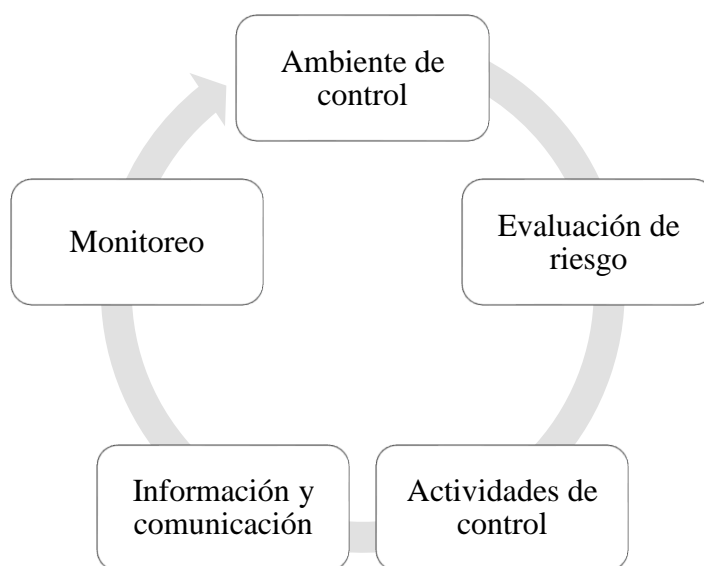 Ambiente de
control
Evaluación de
riesgo
Actividades de
control
Información y
comunicación
Monitoreo